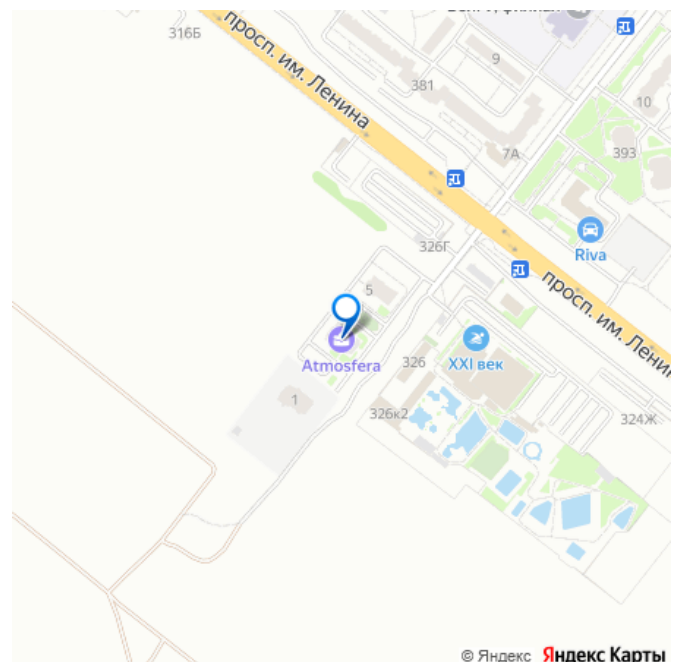 316Б
просп. им. Ленина
9
381
7А
10
393
326Г
Riva
5
просп. им. Ленин
Atmosfera
326
XXI век
1
326к2
324Ж
© Яндекс Яндекс Карты